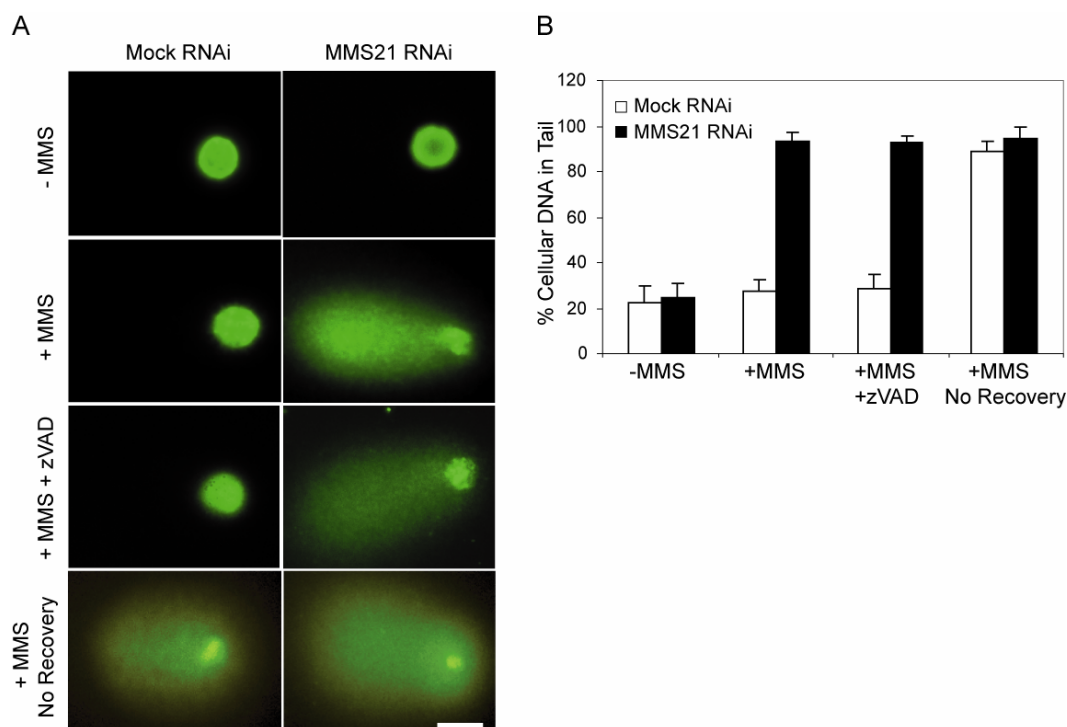 A
Mock RNAi
MMS21 RNAi
- MMS
+ MMS
+ MMS + zVAD
+ MMS
No Recovery
B
% Cellular DNA in Tail
120
100
80
60
40
20
0
Mock RNAi
MMS21 RNAi
-MMS
+MMS
+MMS
+zVAD
+MMS
No Recovery